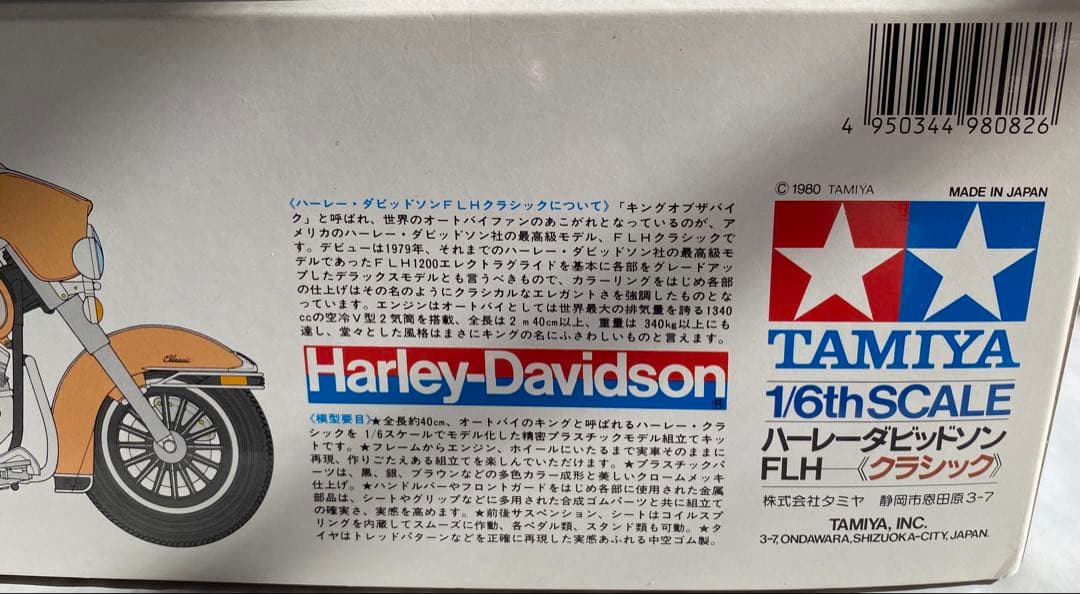 4 950344 980826
© 1980 TAMIYA
MADE IN JAPAN
《ハーレー・ダビッドソンFLHクラシックについて》「キングオブザバイ
ク」と呼ばれ、世界のオートバイファンのあこがれとなっているのが、ア
メリカのハーレー・ダビッドソン社の最高級モデル、FLHクラシックで
す。デビューは1979年、それまでのハーレー・ダビッドソン社の最高級モ
デルであったFLH1200エレクトラグライドを基本に各部をグレードアッ
プしたデラックスモデルとも言うべきもので、カラーリングをはじめ各部
の仕上げはその名のようにクラシカルなエレガントさを強調したものとな
っています。エンジンはオートバイとしては世界最大の排気量を誇る1340
ccの空冷V型2気筒を搭載、全長は2m40cm以上、重量は340kg以上にも
達し、堂々とした風格はまさにキングの名にふさわしいものと言えます。
Harley-Davidson
®
《模型要目》★全長約40cm、オートバイのキングと呼ばれるハーレー・クラ
シックを1/6スケールでモデル化した精密プラスチックモデル組立てキッ
トです。★フレームからエンジン、ホイールにいたるまで実車そのままに
再現、作りごたえある組立てを楽しんでいただけます。★プラスチックパ
ーツは、黒、銀、ブラウンなどの多色カラー成形と美しいクロームメッキ
仕上げ。★ハンドルバーやフロントガードをはじめ各部に使用された金属
部品は、シートやグリップなどに多用された合成ゴムパーツと共に組立て
の確実さ、実感を高めます。★前後サスペンション、シートはコイルスプ
リングを内蔵してスムーズに作動、各ペダル類、スタンド類も可動。★タ
イヤはトレッドパターンなどを正確に再現した実感あふれる中空ゴム製。
Classic
TAMIYA
1/6th SCALE
ハーレーダビッドソン
FLH—《クラシック》
株式会社タミヤ 静岡市恩田原3-7
TAMIYA, INC.
3-7, ONDAWARA, SHIZUOKA-CITY, JAPAN.